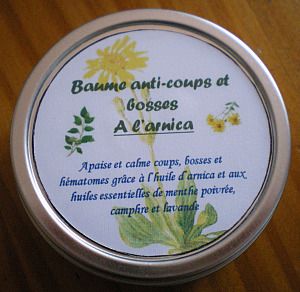 Baume anti-coups et
bosses
A l'arnica
Apaise et calme coups, bosses et
hématomes grâce à l'huile d'arnica et aux
huiles essentielles de menthe poivrée,
camphre et lavande